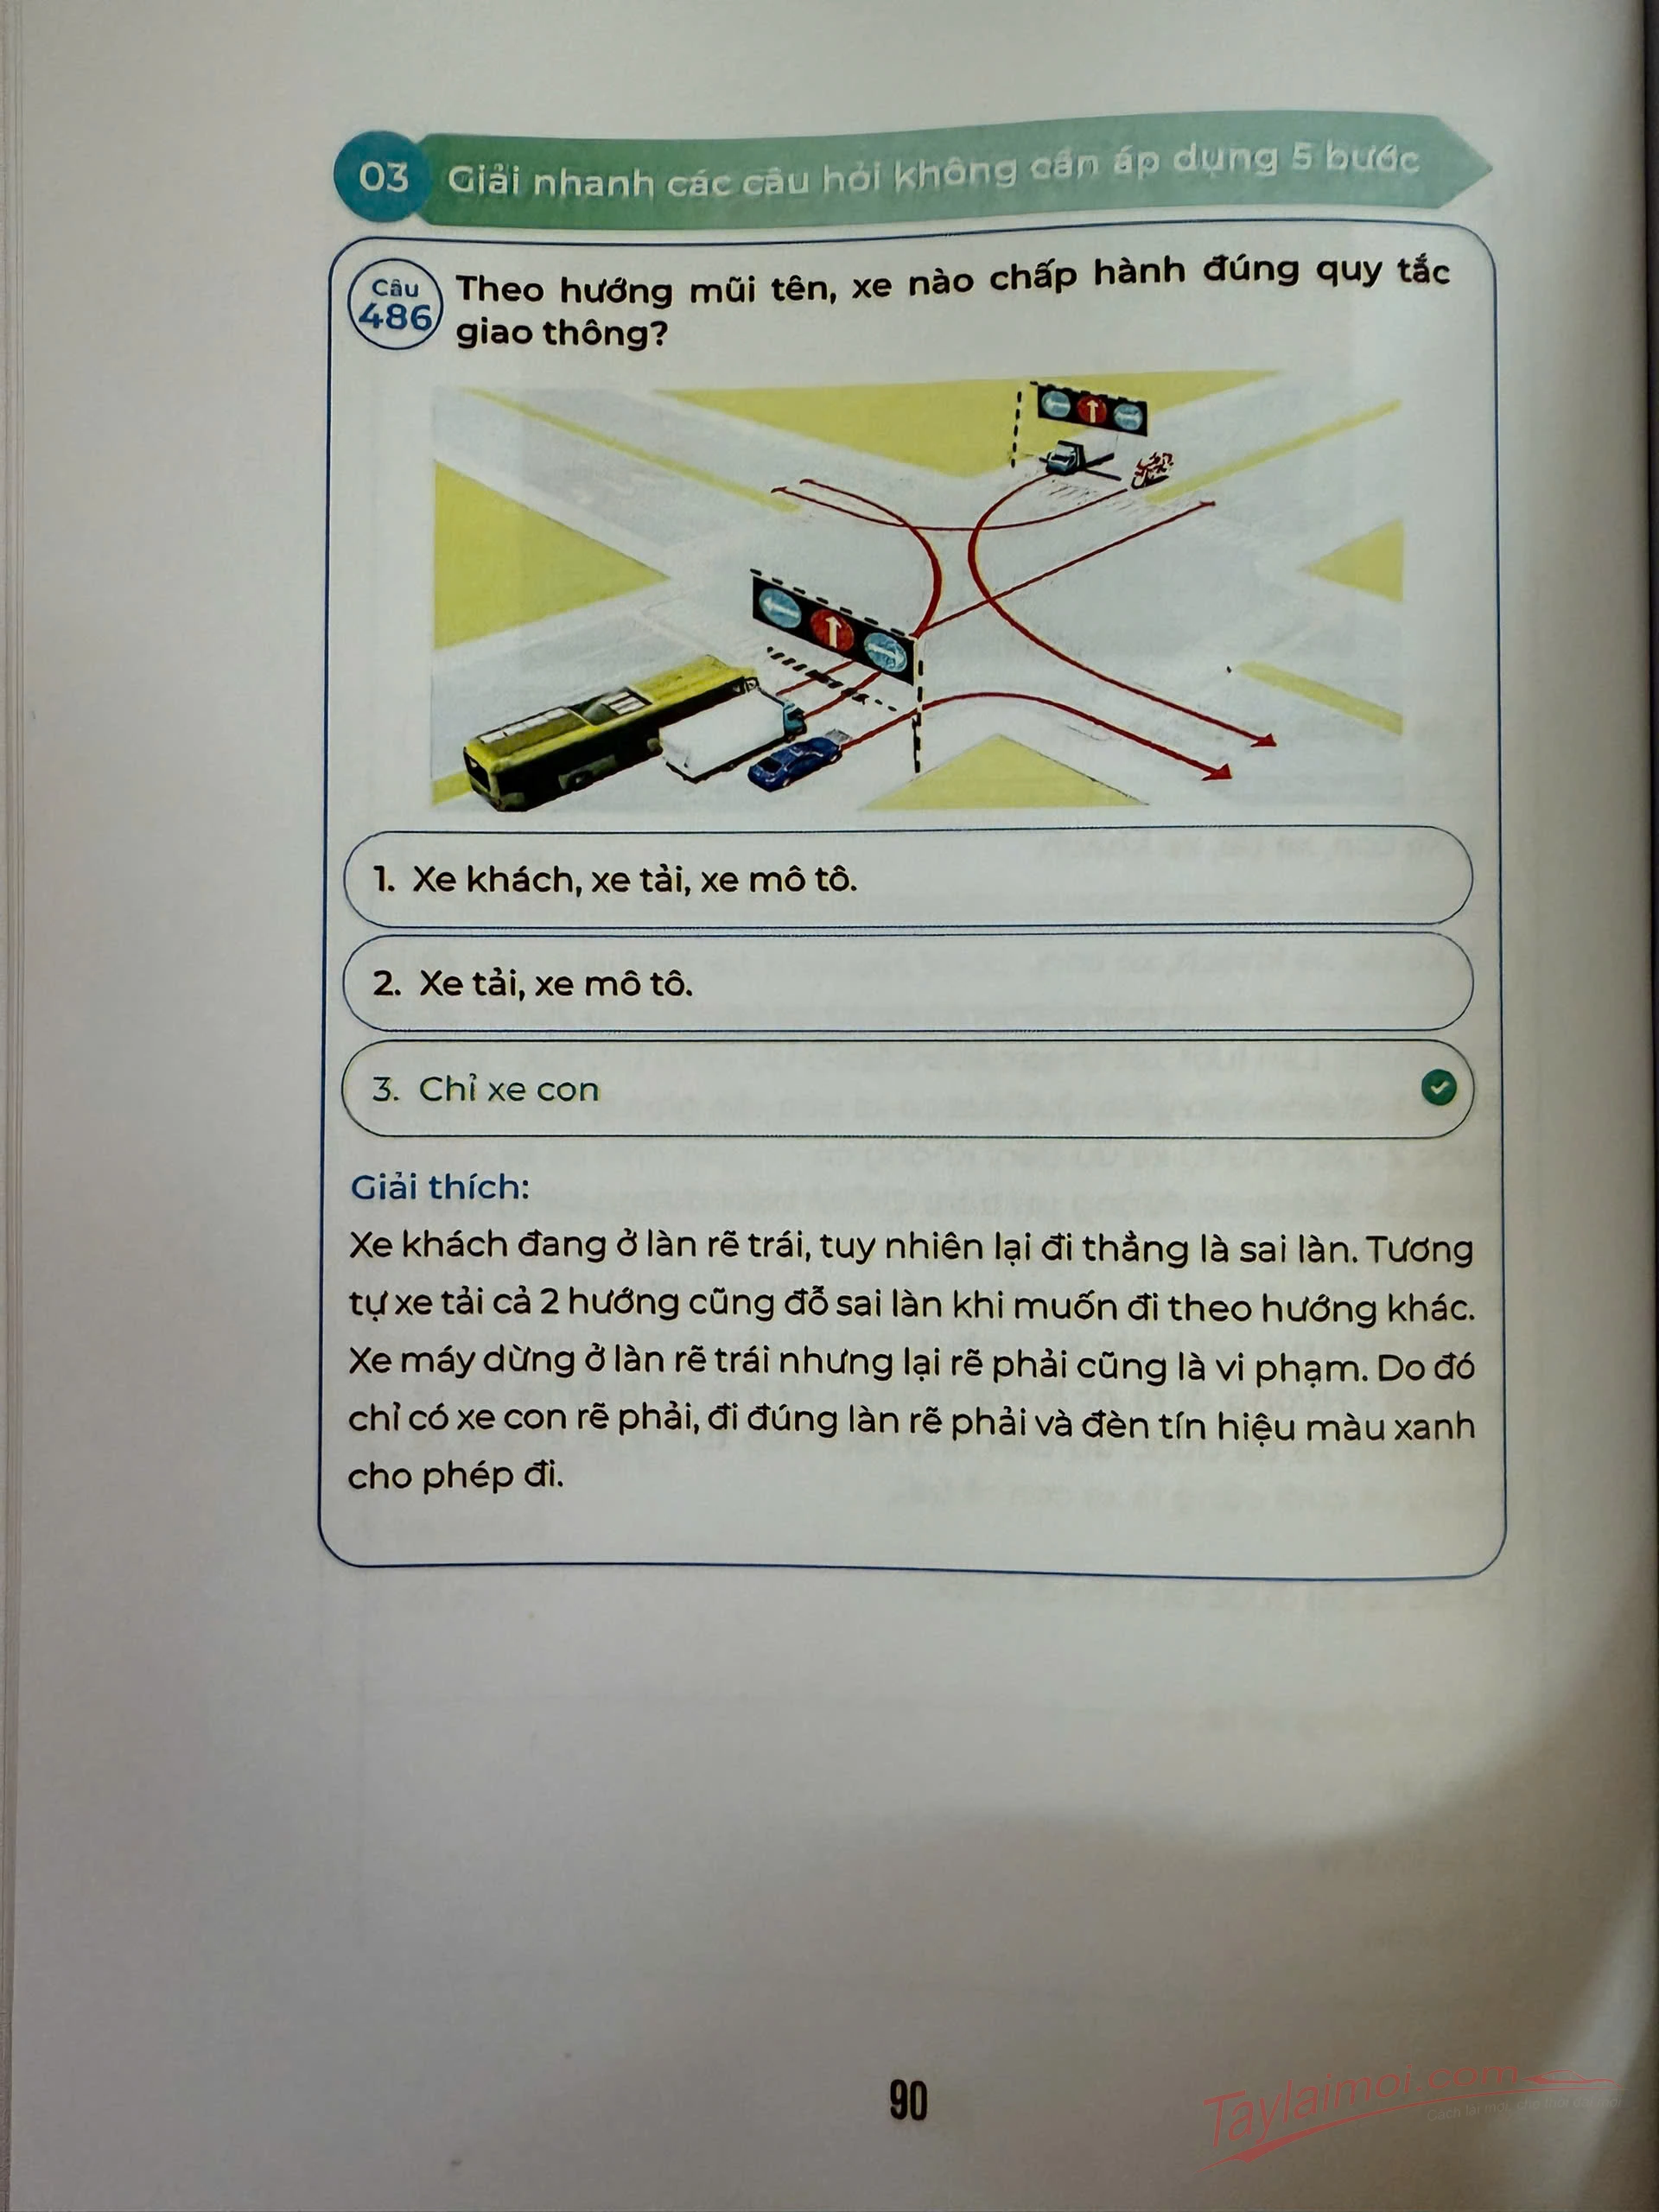 03 Giải nhanh các câu hỏi không cần áp dụng 5 bước
Câu 486
Theo hướng mũi tên, xe nào chấp hành đúng quy tắc
giao thông?
1. Xe khách, xe tải, xe mô tô.
2. Xe tải, xe mô tô.
3. Chỉ xe con
Giải thích:
Xe khách đang ở làn rẽ trái, tuy nhiên lại đi thẳng là sai làn. Tương
tự xe tải cả 2 hướng cũng đỗ sai làn khi muốn đi theo hướng khác.
Xe máy dừng ở làn rẽ trái nhưng lại rẽ phải cũng là vi phạm. Do đó
chỉ có xe con rẽ phải, đi đúng làn rẽ phải và đèn tín hiệu màu xanh
cho phép đi.
90
Taylaimoi.com